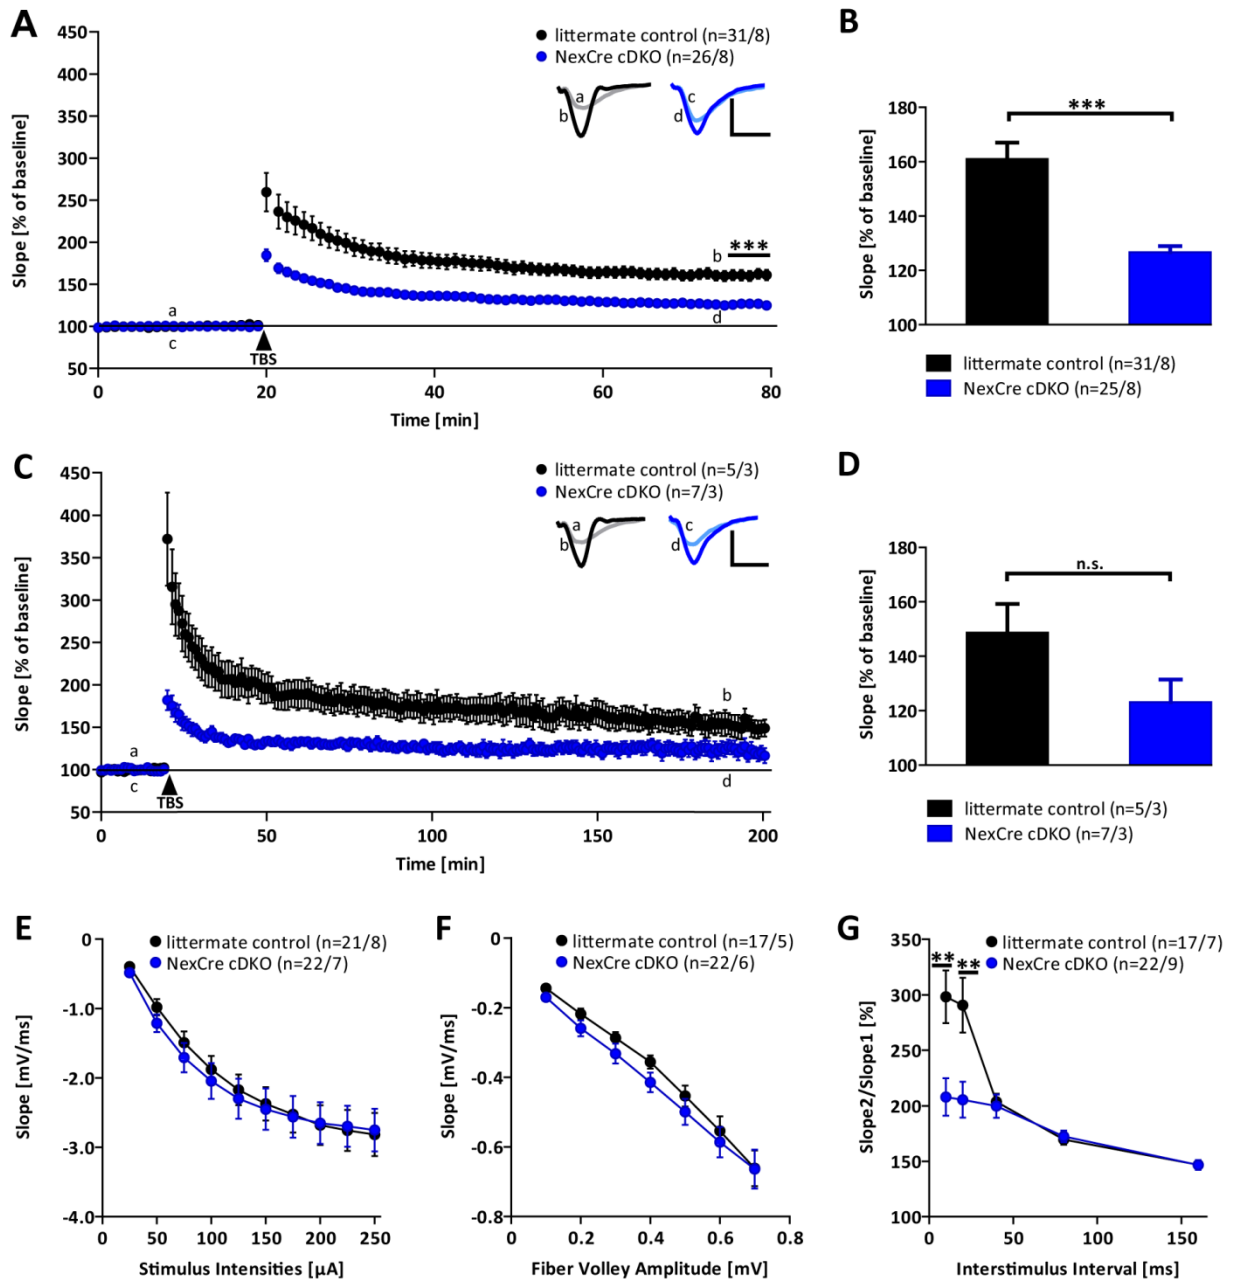 A
littermate control (n=31/8)
NexCre cDKO (n=26/8)
a
b
c
d
450
400
350
300
250
200
150
100
50
Slope [% of baseline]
b
***
d
a
c
TBS
0
20
40
60
80
Time [min]
B
***
180
160
140
120
100
Slope [% of baseline]
littermate control (n=31/8)
NexCre cDKO (n=25/8)
C
littermate control (n=5/3)
NexCre cDKO (n=7/3)
a
b
c
d
450
400
350
300
250
200
150
100
50
Slope [% of baseline]
b
d
a
c
TBS
0
50
100
150
200
Time [min]
D
n.s.
180
160
140
120
100
Slope [% of baseline]
littermate control (n=5/3)
NexCre cDKO (n=7/3)
E
littermate control (n=21/8)
NexCre cDKO (n=22/7)
0
-1.0
-2.0
-3.0
-4.0
Slope [mV/ms]
0
50
100
150
200
250
Stimulus Intensities [µA]
F
littermate control (n=17/5)
NexCre cDKO (n=22/6)
0
-0.2
-0.4
-0.6
-0.8
Slope [mV/ms]
0
0.2
0.4
0.6
0.8
Fiber Volley Amplitude [mV]
G
littermate control (n=17/7)
NexCre cDKO (n=22/9)
**
**
350
300
250
200
150
100
Slope2/Slope1 [%]
0
50
100
150
Interstimulus Interval [ms]